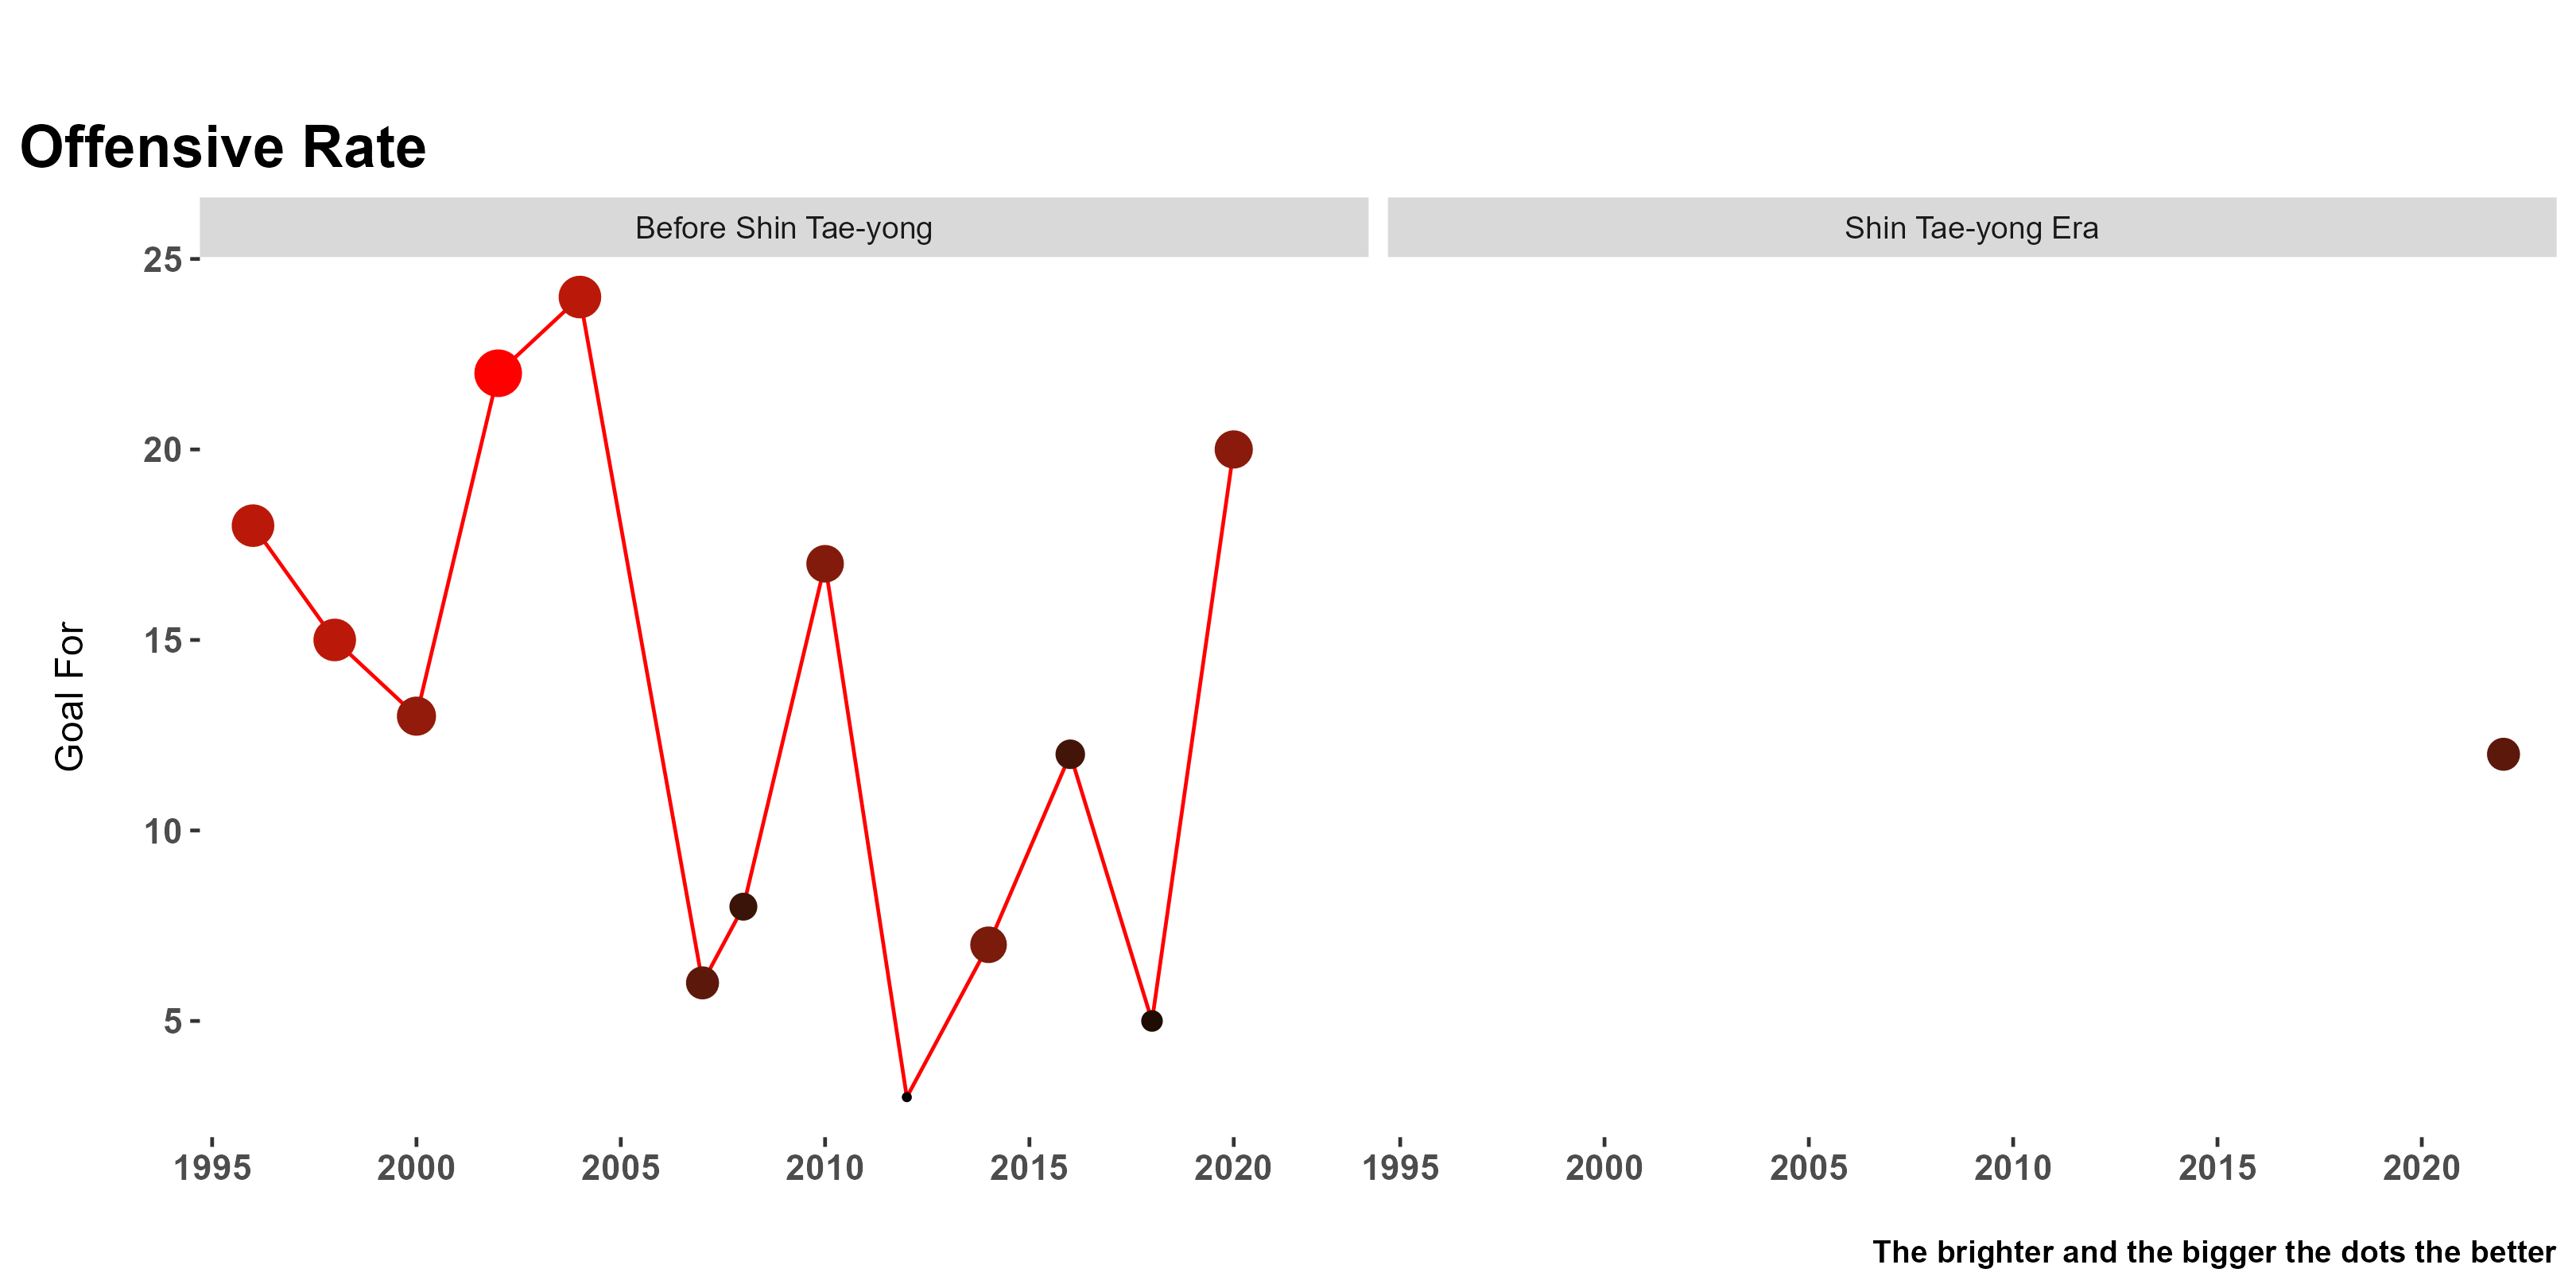 Offensive Rate
Before Shin Tae-yong
Shin Tae-yong Era
25
20
15
10
5
Goal For
1995 2000 2005 2010 2015 2020 1995 2000 2005 2010 2015 2020
The brighter and the bigger the dots the better